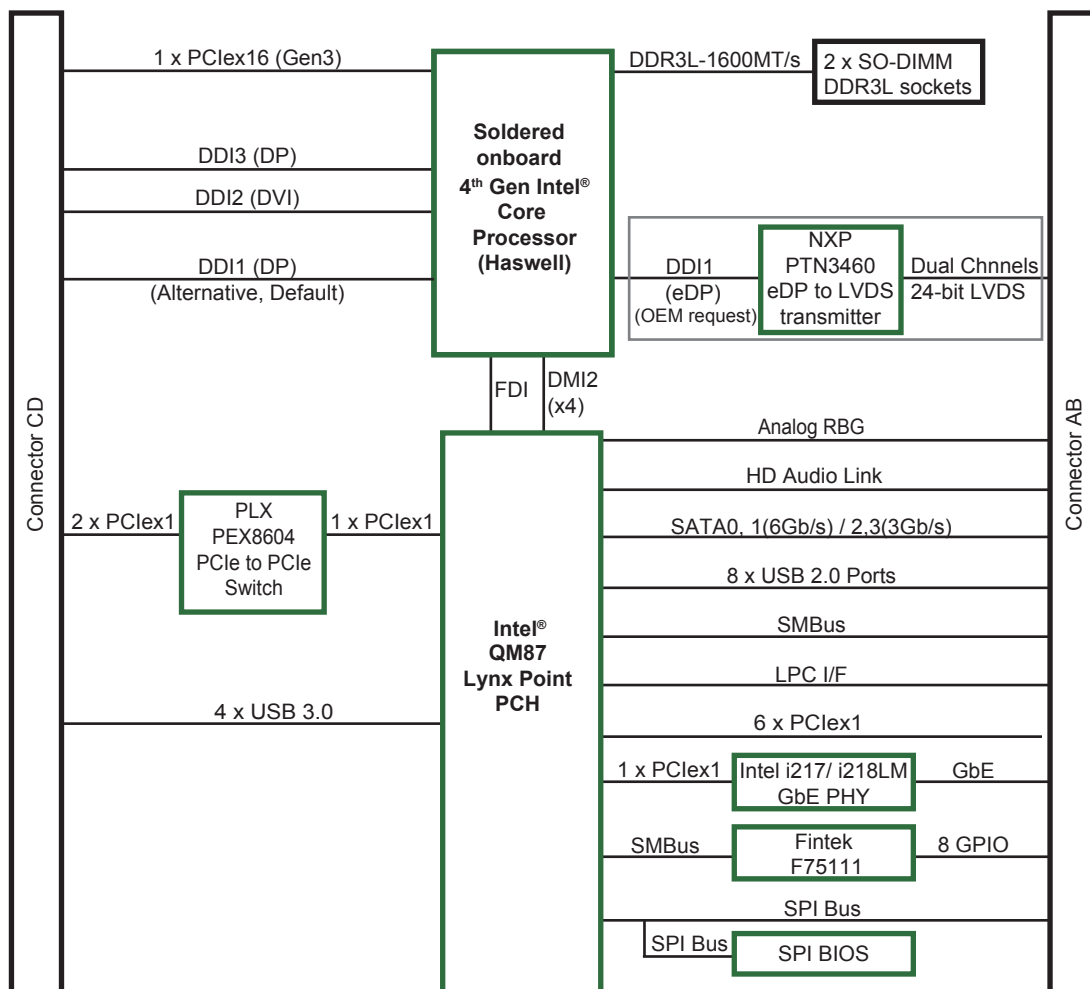 1 x PCIex16 (Gen3)
DDR3L-1600MT/s
2 x SO-DIMM
DDR3L sockets
Soldered
onboard
4th Gen Intel®
Core
Processor
(Haswell)
DDI3 (DP)
DDI2 (DVI)
DDI1 (DP)
(Alternative, Default)
DDI1
(eDP)
(OEM request)
NXP
PTN3460
eDP to LVDS
transmitter
Dual Chnnels
24-bit LVDS
FDI
DMI2
(x4)
Connector CD
Connector AB
Analog RBG
HD Audio Link
2 x PCIex1
PLX
PEX8604
PCIe to PCIe
Switch
1 x PCIex1
SATA0, 1(6Gb/s) / 2,3(3Gb/s)
8 x USB 2.0 Ports
Intel®
QM87
Lynx Point
PCH
SMBus
LPC I/F
4 x USB 3.0
6 x PCIex1
1 x PCIex1
Intel i217/ i218LM
GbE PHY
GbE
SMBus
Fintek
F75111
8 GPIO
SPI Bus
SPI Bus
SPI BIOS